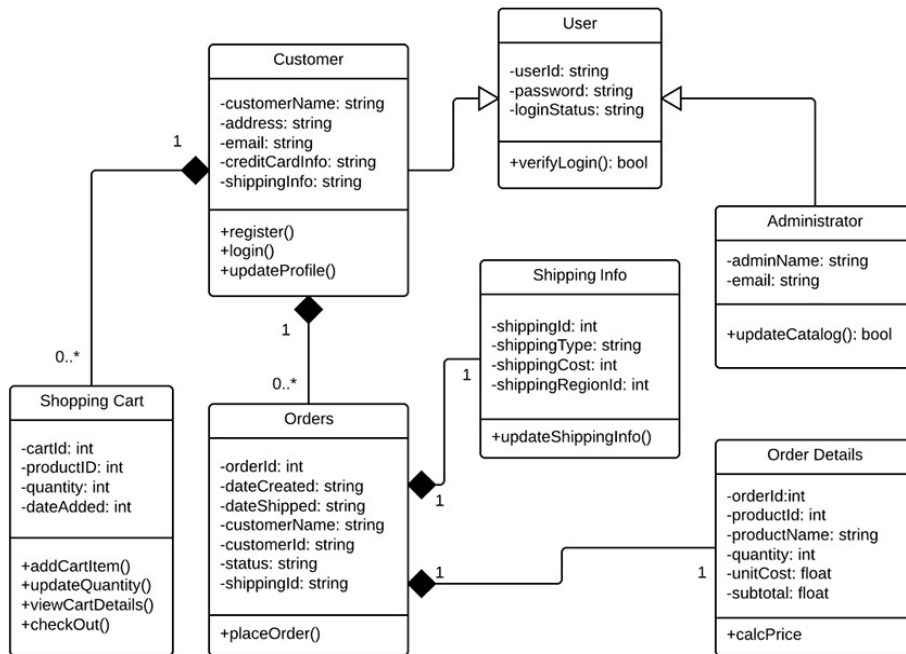 User
-userId: string
-password: string
-loginStatus: string
+verifyLogin(): bool
Customer
-customerName: string
-address: string
-email: string
-creditCardInfo: string
-shippingInfo: string
+register()
+login()
+updateProfile()
1
1
0..*
0..*
Administrator
-adminName: string
-email: string
+updateCatalog(): bool
Shipping Info
-shippingId: int
-shippingType: string
-shippingCost: int
-shippingRegionId: int
+updateShippingInfo()
1
1
Shopping Cart
-cartId: int
-productID: int
-quantity: int
-dateAdded: int
+addCartItem()
+updateQuantity()
+viewCartDetails()
+checkOut()
Orders
-orderId: int
-dateCreated: string
-dateShipped: string
-customerName: string
-customerId: string
-status: string
-shippingId: string
+placeOrder()
1
1
Order Details
-orderId:int
-productId: int
-productName: string
-quantity: int
-unitCost: float
-subtotal: float
+calcPrice